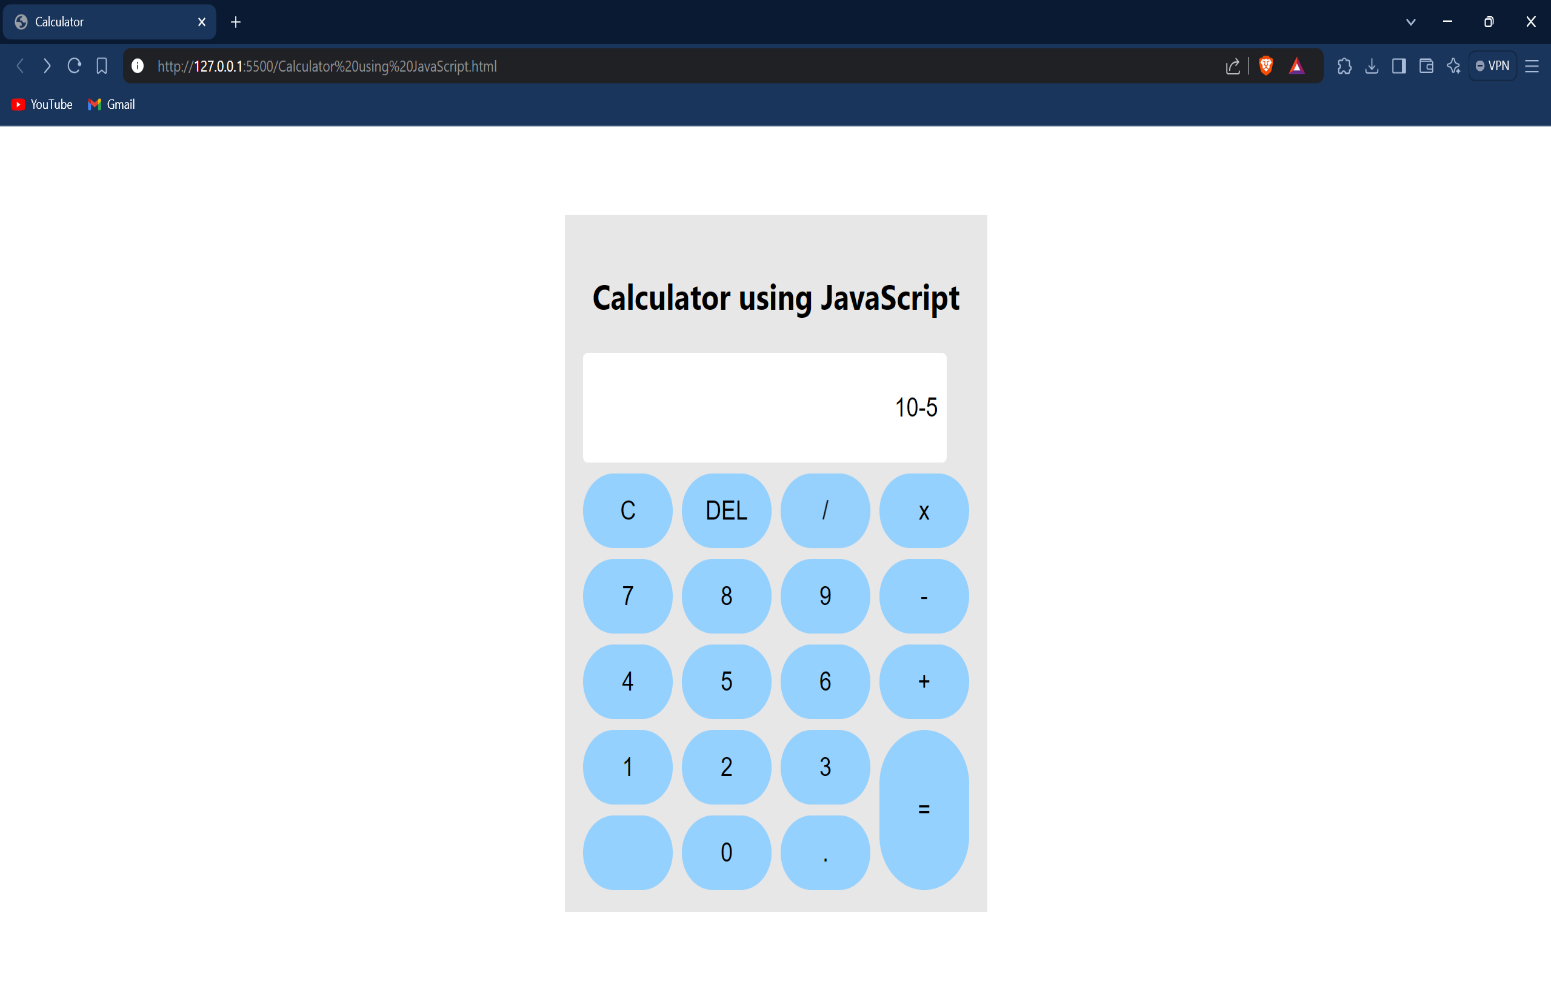 Calculator
http://127.0.0.1:5500/Calculator%20using%20JavaScript.html
VPN
YouTube Gmail
Calculator using JavaScript
10-5
C DEL / x
7 8 9 -
4 5 6 +
1 2 3
=
0 .